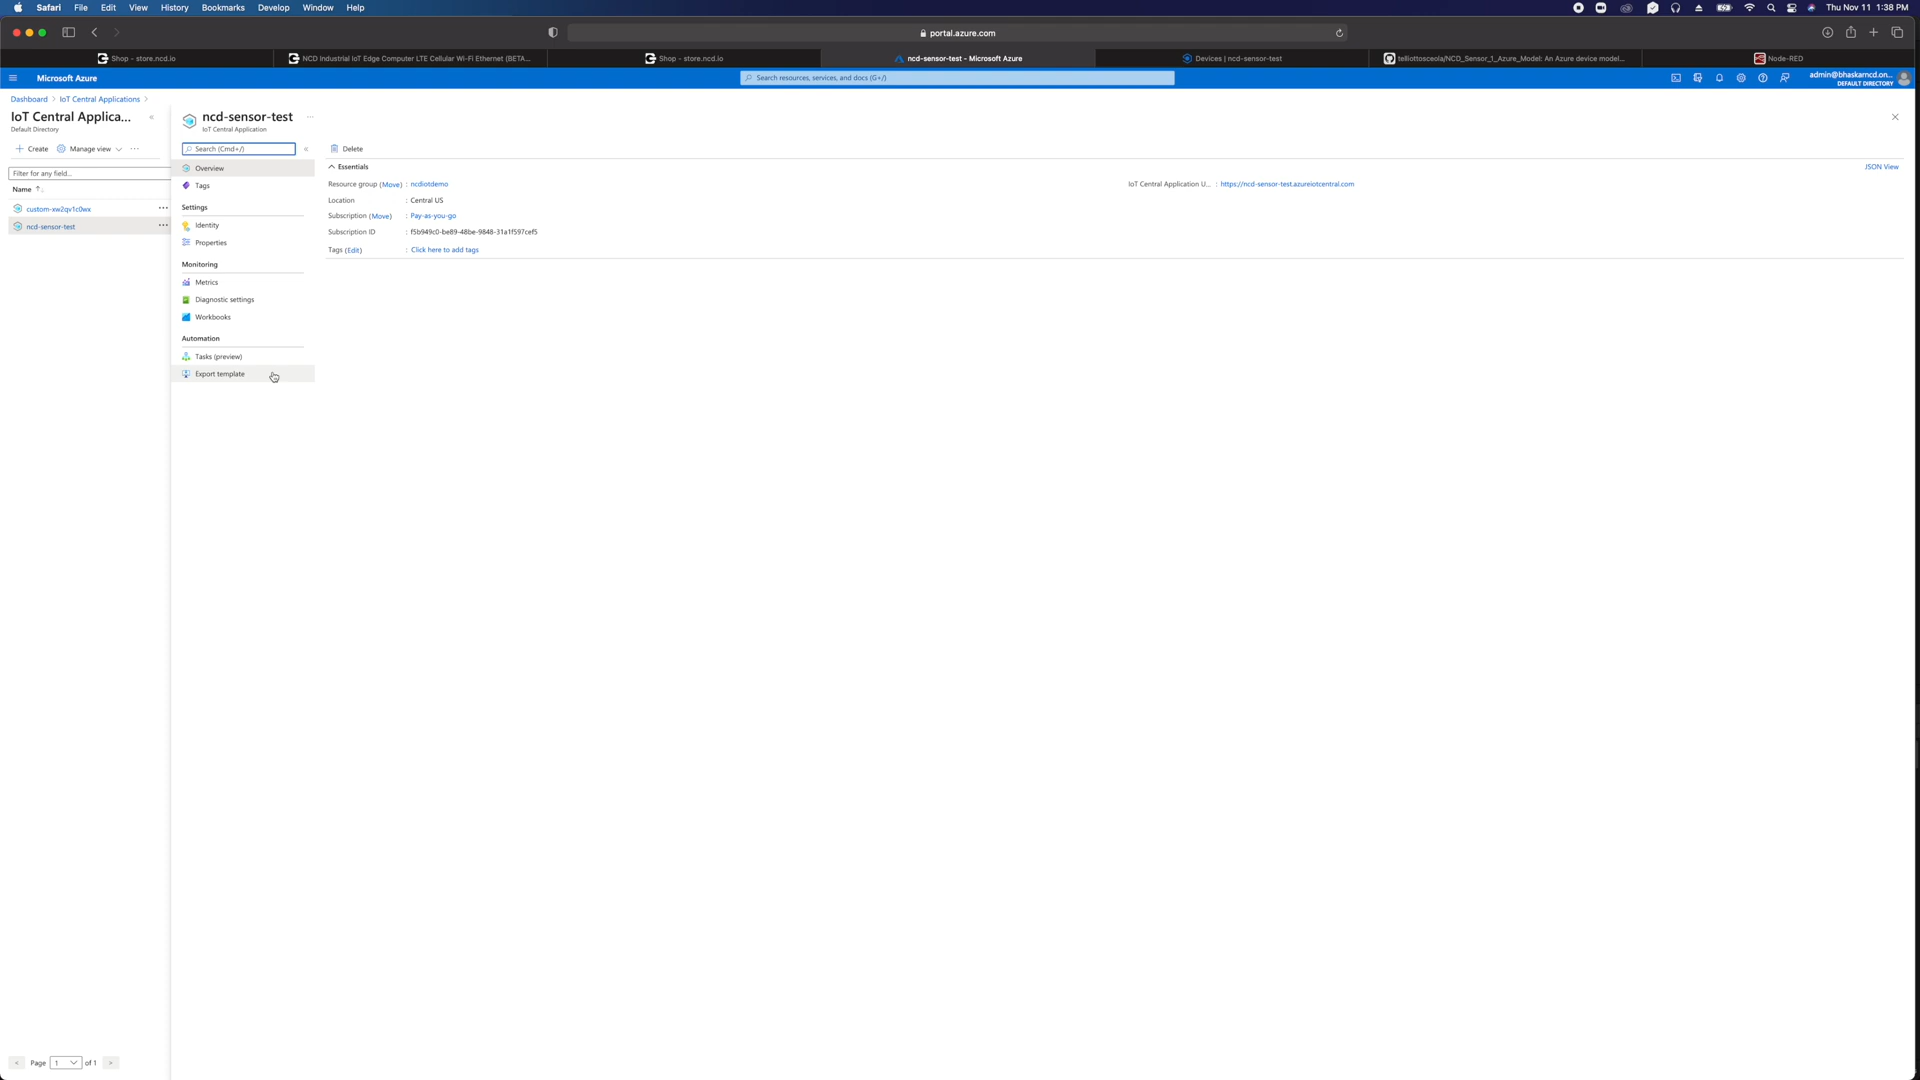 Safari File Edit View History Bookmarks Develop Window Help
Thu Nov 11 1:38 PM
portal.azure.com
Shop - store.ncd.io
NCD Industrial IoT Edge Computer LTE Cellular Wi-Fi Ethernet (BETA...
Shop - store.ncd.io
ncd-sensor-test - Microsoft Azure
Devices | ncd-sensor-test
telliottosceola/NCD_Sensor_1_Azure_Model: An Azure device model...
Node-RED
Microsoft Azure
Search resources, services, and docs (G+/)
admin@bhaskarncd.on...
DEFAULT DIRECTORY
Dashboard > IoT Central Applications >
IoT Central Applica... «
Default Directory
+ Create Manage view ...
Filter for any field...
Name ↑↓
custom-xw2qv1c0wx ...
ncd-sensor-test ...
< Page 1 of 1 >
ncd-sensor-test ...
IoT Central Application
Search (Cmd+/) «
Overview
Tags
Settings
Identity
Properties
Monitoring
Metrics
Diagnostic settings
Workbooks
Automation
Tasks (preview)
Export template
Delete
Essentials
JSON View
Resource group (Move) : ncdiotdemo
Location : Central US
Subscription (Move) : Pay-as-you-go
Subscription ID : f5b949c0-be89-48be-9848-31a1f597cef5
Tags (Edit) : Click here to add tags
IoT Central Application U... : https://ncd-sensor-test.azureiotcentral.com